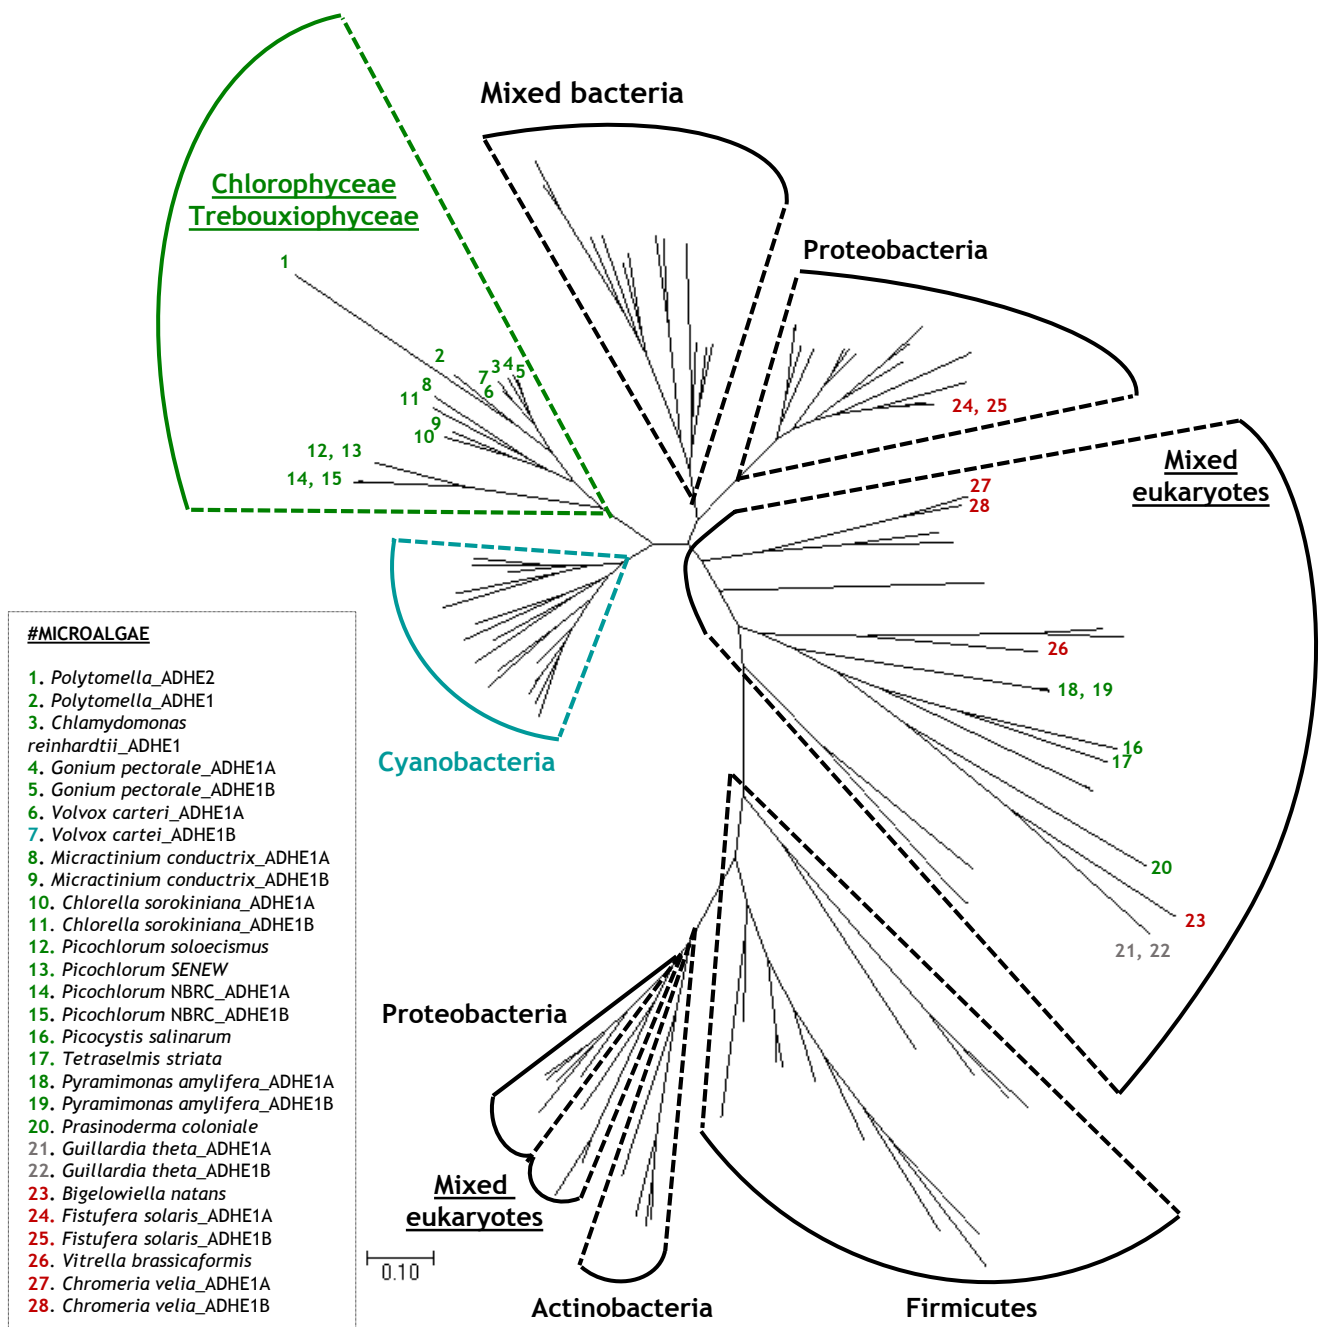 Mixed bacteria
Chlorophyceae
Trebouxiophyceae
Proteobacteria
1
2
3
4
5
7
6
8
11
9
10
12, 13
14, 15
24, 25
Mixed
eukaryotes
27
28
26
18, 19
16
17
20
23
21, 22
Cyanobacteria
#MICROALGAE
1. Polytomella_ADHE2
2. Polytomella_ADHE1
3. Chlamydomonas
reinhardtii_ADHE1
4. Gonium pectorale_ADHE1A
5. Gonium pectorale_ADHE1B
6. Volvox carteri_ADHE1A
7. Volvox cartei_ADHE1B
8. Micractinium conductrix_ADHE1A
9. Micractinium conductrix_ADHE1B
10. Chlorella sorokiniana_ADHE1A
11. Chlorella sorokiniana_ADHE1B
12. Picochlorum soloecismus
13. Picochlorum SENEW
14. Picochlorum NBRC_ADHE1A
15. Picochlorum NBRC_ADHE1B
16. Picocystis salinarum
17. Tetraselmis striata
18. Pyramimonas amylifera_ADHE1A
19. Pyramimonas amylifera_ADHE1B
20. Prasinoderma coloniale
21. Guillardia theta_ADHE1A
22. Guillardia theta_ADHE1B
23. Bigelowiella natans
24. Fistufera solaris_ADHE1A
25. Fistufera solaris_ADHE1B
26. Vitrella brassicaformis
27. Chromeria velia_ADHE1A
28. Chromeria velia_ADHE1B
Proteobacteria
Mixed
eukaryotes
0.10
Actinobacteria
Firmicutes